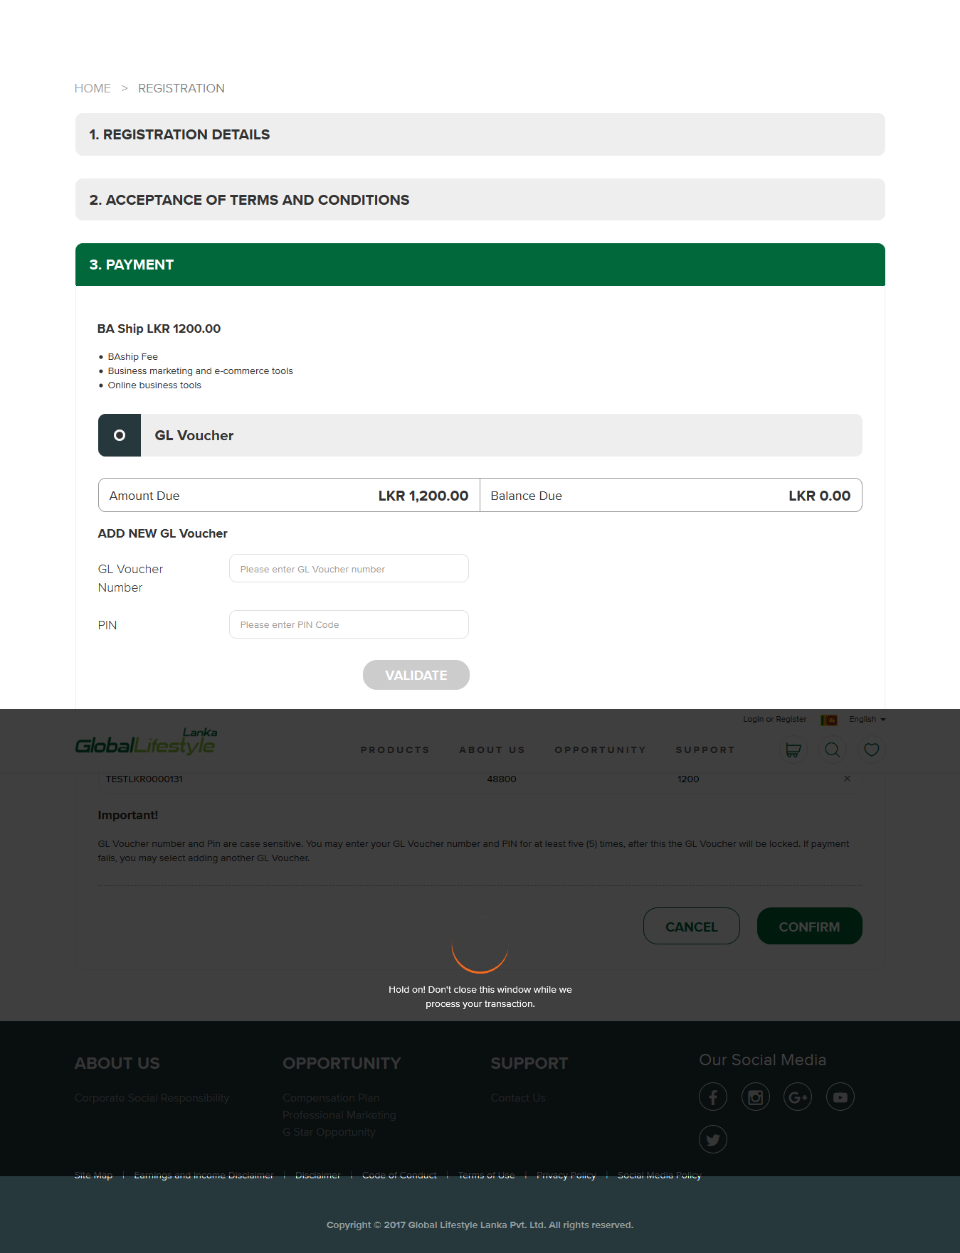 HOME > REGISTRATION
1. REGISTRATION DETAILS
2. ACCEPTANCE OF TERMS AND CONDITIONS
3. PAYMENT
BA Ship LKR 1200.00
• BAship Fee
• Business marketing and e-commerce tools
• Online business tools
GL Voucher
Amount Due LKR 1,200.00 Balance Due LKR 0.00
ADD NEW GL Voucher
GL Voucher
Number
Please enter GL Voucher number
PIN Please enter PIN Code
VALIDATE
Login or Register English
Lanka
GlobalLifestyle
PRODUCTS ABOUT US OPPORTUNITY SUPPORT
TESTLKR0000131 48800 1200 ×
Important!
GL Voucher number and Pin are case sensitive. You may enter your GL Voucher number and PIN for at least five (5) times, after this the GL Voucher will be locked. If payment
fails, you may select adding another GL Voucher.
CANCEL CONFIRM
Hold on! Don't close this window while we
process your transaction.
ABOUT US OPPORTUNITY SUPPORT Our Social Media
Corporate Social Responsibility Compensation Plan Contact Us
Professional Marketing
G Star Opportunity
Site Map | Earnings and Income Disclaimer | Disclaimer | Code of Conduct | Terms of Use | Privacy Policy | Social Media Policy
Copyright © 2017 Global Lifestyle Lanka Pvt. Ltd. All rights reserved.